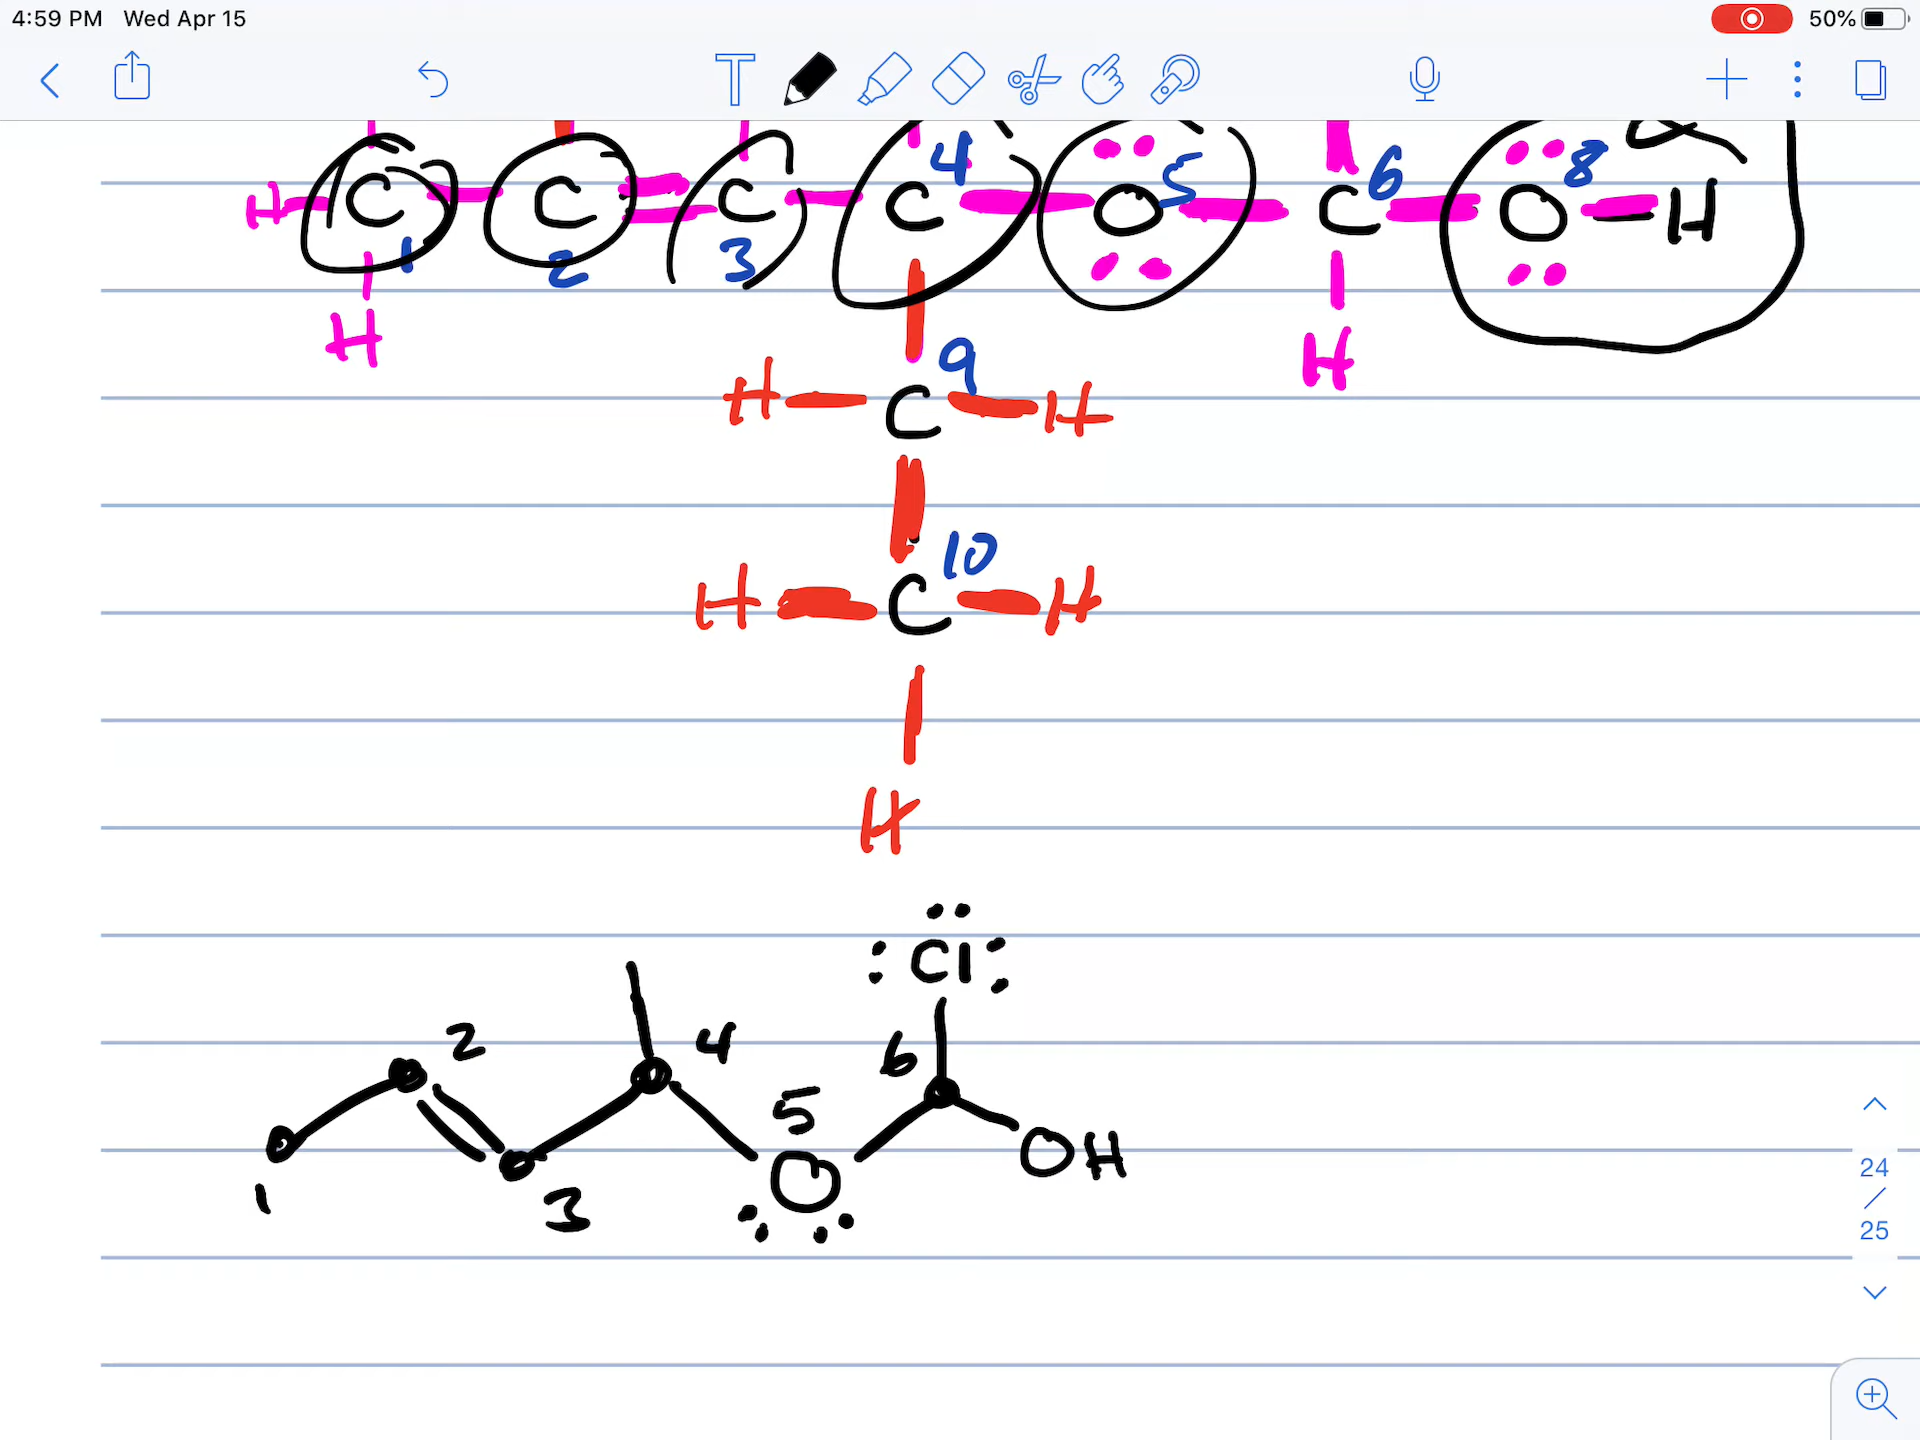 4:59 PM Wed Apr 15 50%
T
4 5 6 8
H C C C C O C O H
1 2 3
H H
9
H C H
10
H C H
H
Cl
2 4 6
5
OH
1 3 O
24
/
25